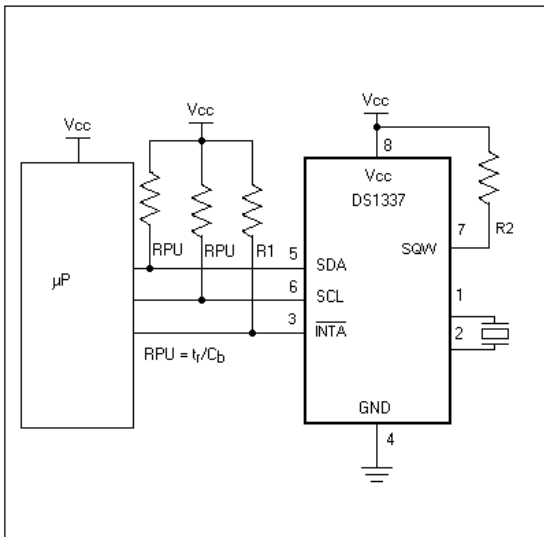 Vcc
Vcc
Vcc
8
Vcc
DS1337
7
R2
SQW
RPU
RPU
R1
5
SDA
µP
6
SCL
1
3
INTA
2
RPU = tr/Cb
GND
4